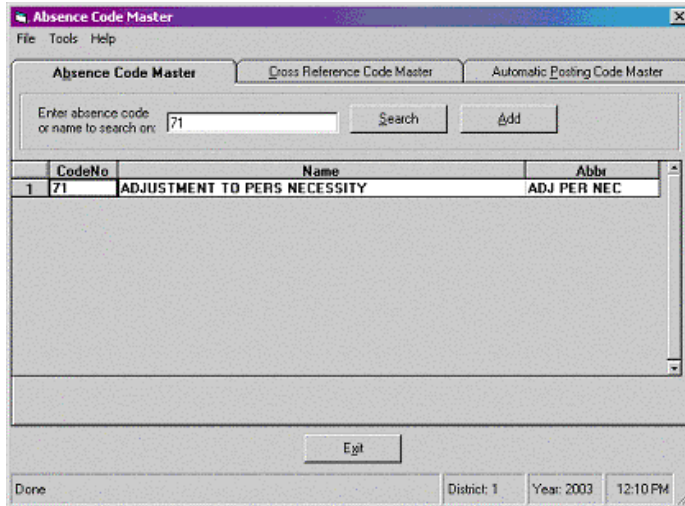 Absence Code Master
File Tools Help
Absence Code Master Cross Reference Code Master Automatic Posting Code Master
Enter absence code
or name to search on: 71 Search Add
CodeNo Name Abbr
1 71 ADJUSTMENT TO PERS NECESSITY ADJ PER NEC
Exit
Done District: 1 Year: 2003 12:10 PM